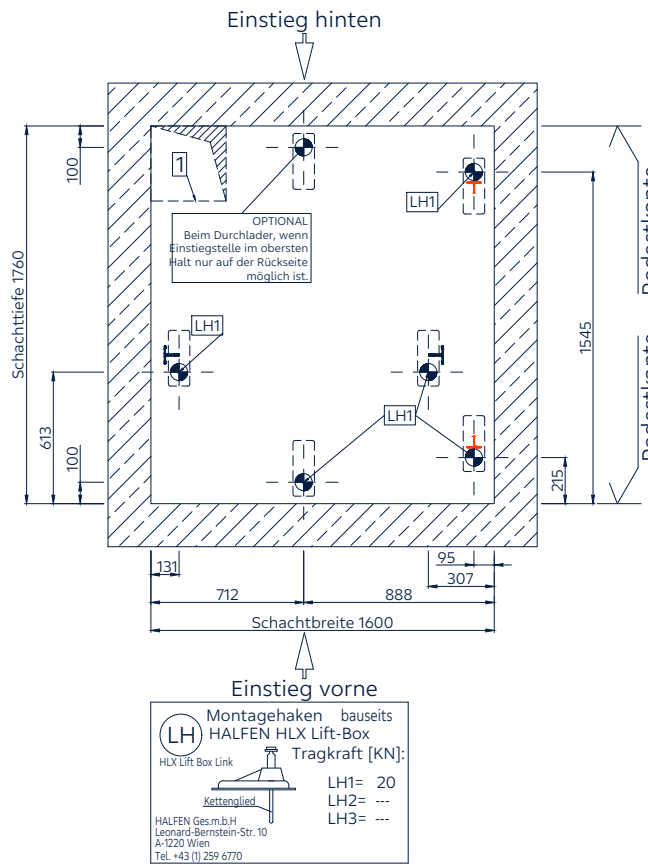 Einstieg hinten
100
1
OPTIONAL
Beim Durchlader, wenn
Einstiegstelle im obersten
Halt nur auf der Rückseite
möglich ist.
LH1
Schachttiefe 1760
1545
LH1
LH1
613
100
215
131
95
307
712
888
Schachtbreite 1600
Einstieg vorne
LH
Montagehaken bauseits
HALFEN HLX Lift-Box
HLX Lift Box Link
Tragkraft [KN]:
Kettenglied
LH1= 20
LH2= ---
LH3= ---
HALFEN Ges.m.b.H
Leonard-Bernstein-Str. 10
A-1220 Wien
Tel. +43 (1) 259 6770